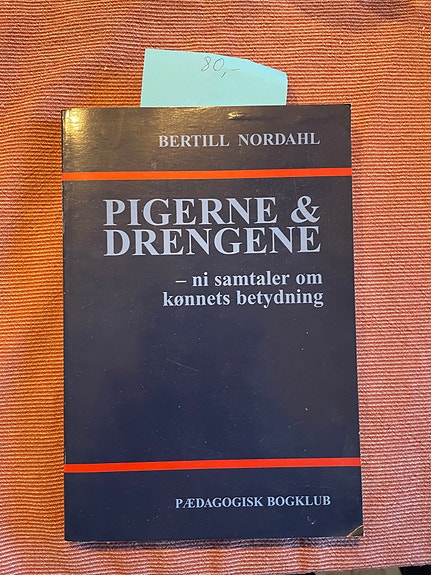 80,-
BERTILL NORDAHL
PIGERNE &
DRENGENE
– ni samtaler om
kønnets betydning
PÆDAGOGISK BOGKLUB